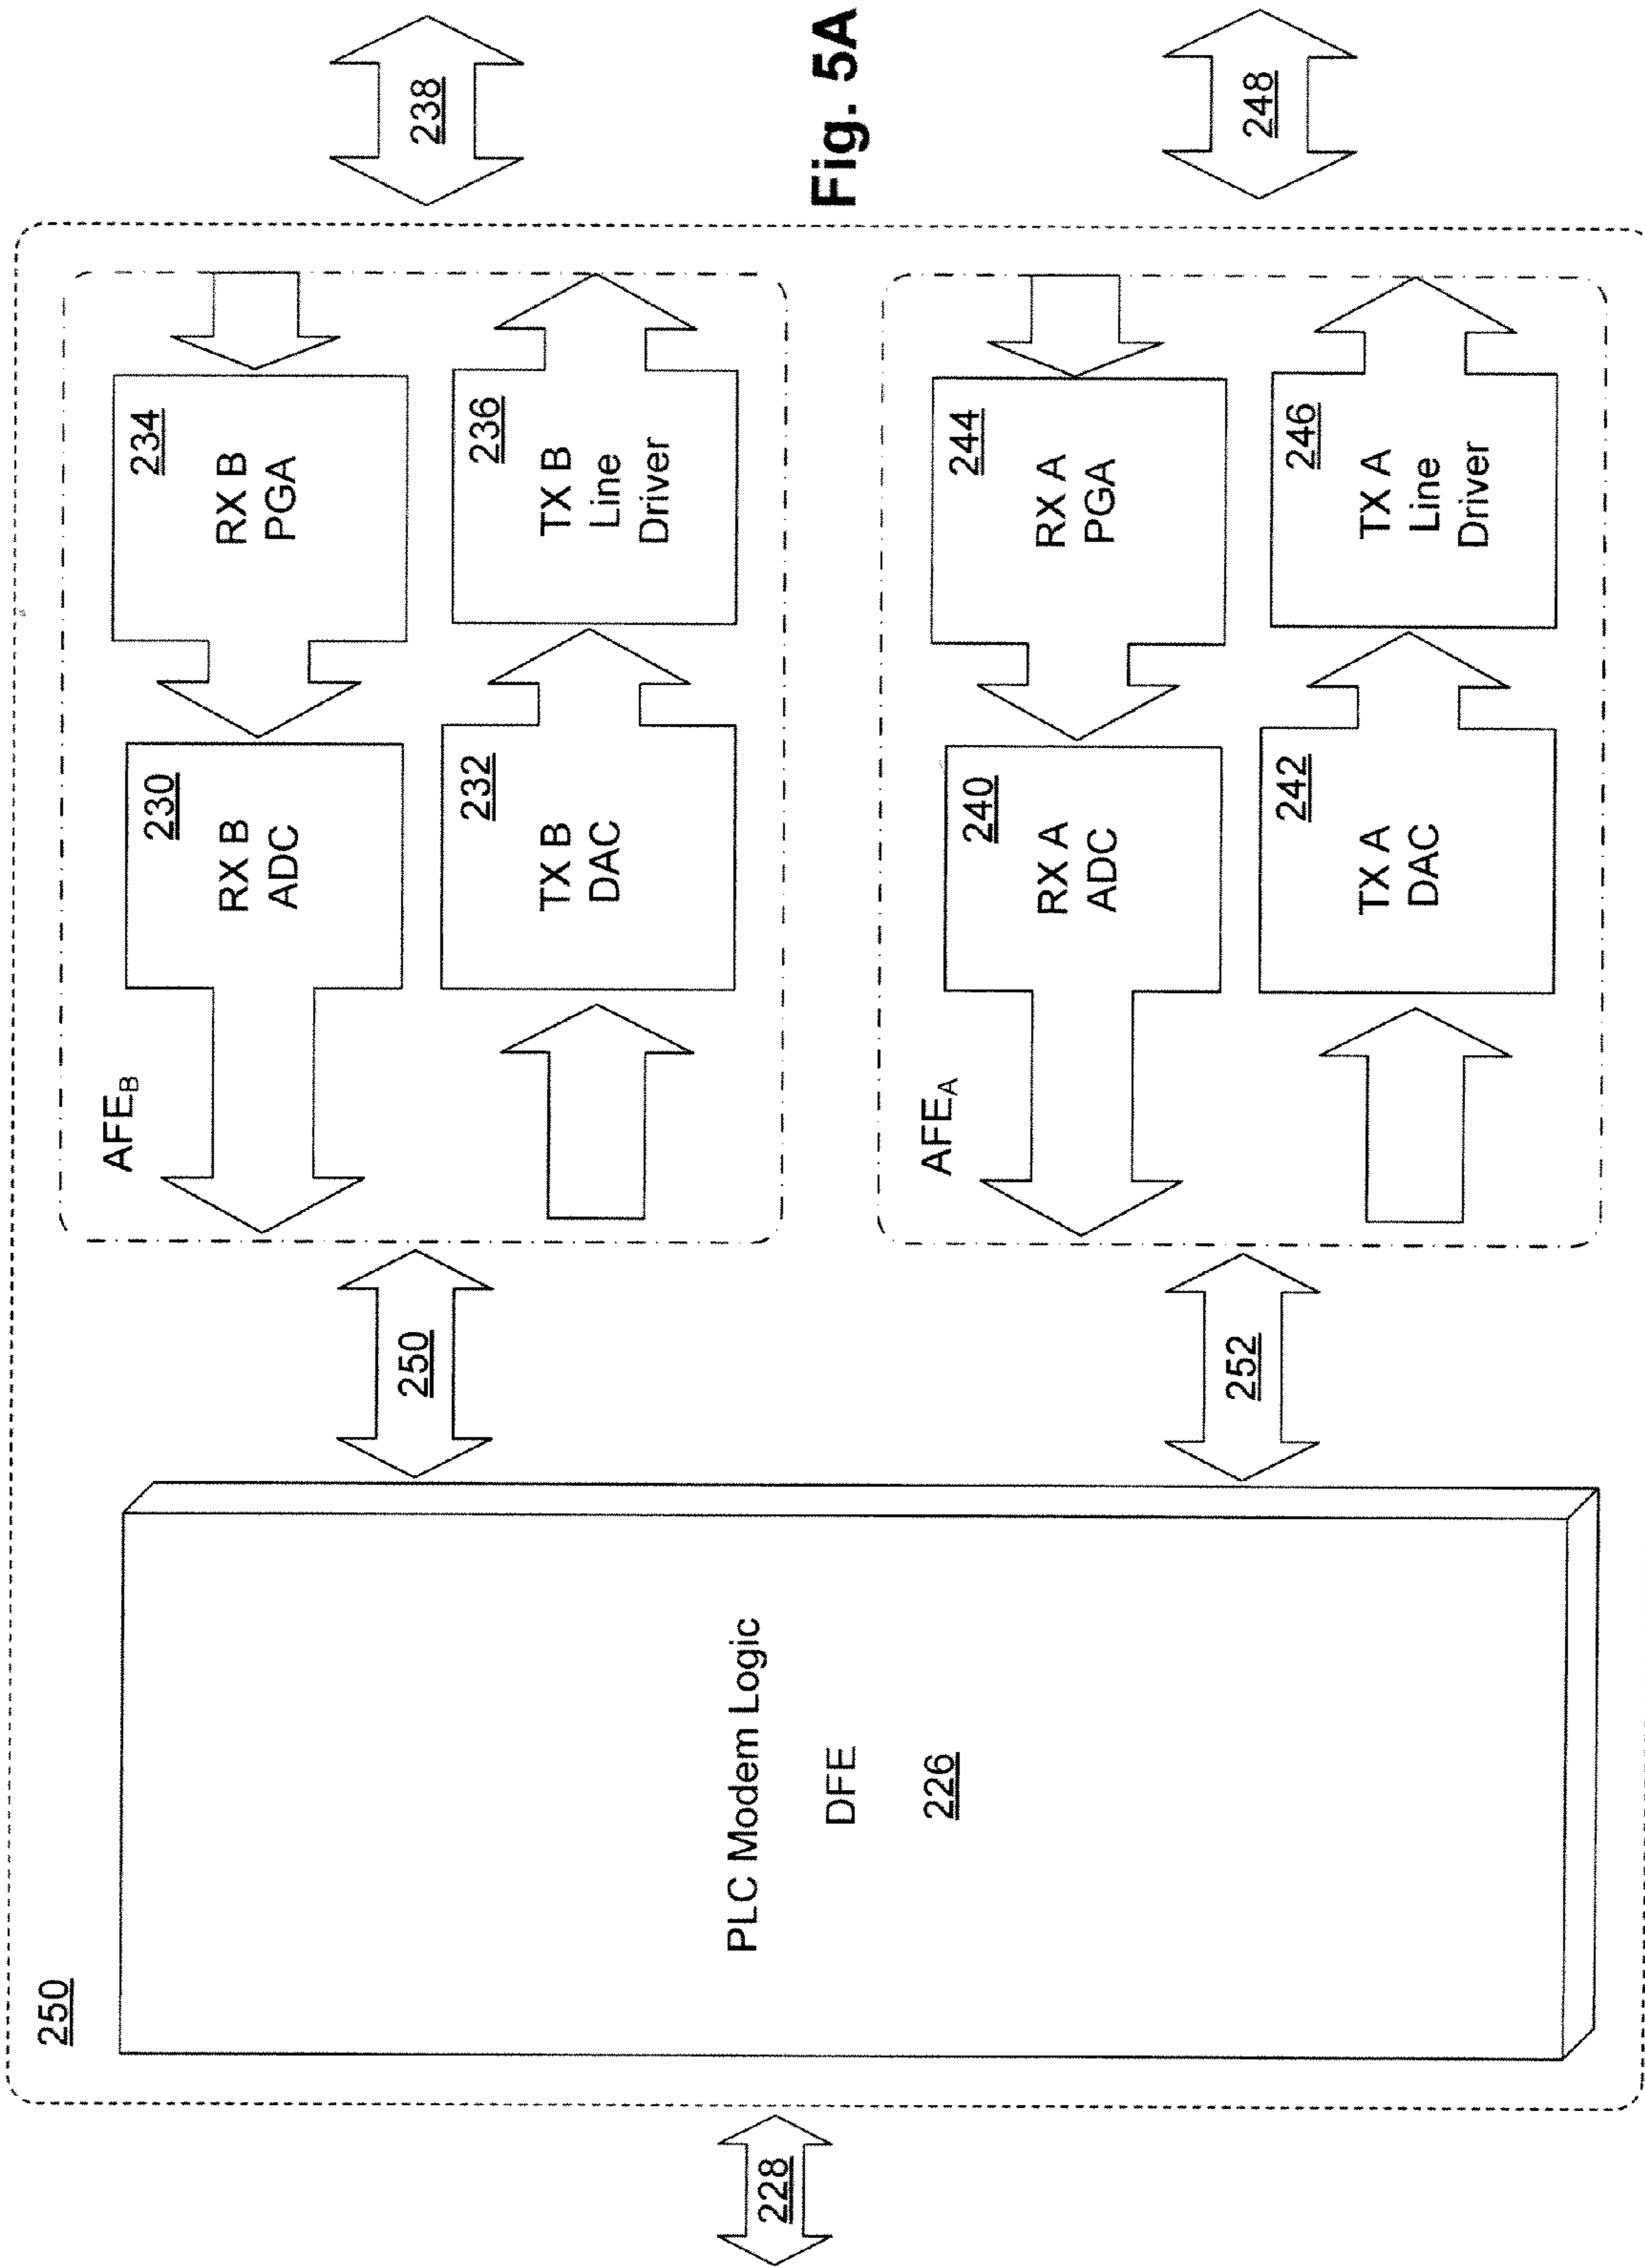 250
228
PLC Modem Logic
DFE
226
250
252
AFEB
230
RX B
ADC
234
RX B
PGA
232
TX B
DAC
236
TX B
Line
Driver
238
AFEA
240
RX A
ADC
244
RX A
PGA
242
TX A
DAC
246
TX A
Line
Driver
248
Fig. 5A